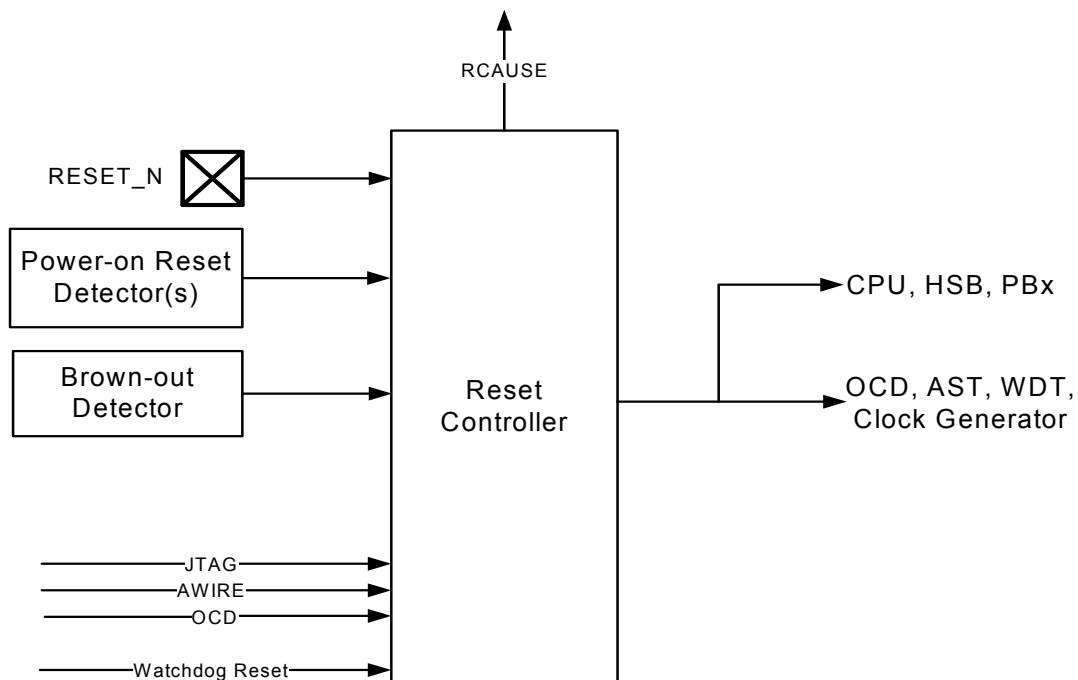 RCAUSE
RESET_N
Power-on Reset
Detector(s)
Brown-out
Detector
Reset
Controller
CPU, HSB, PBx
OCD, AST, WDT,
Clock Generator
JTAG
AWIRE
OCD
Watchdog Reset